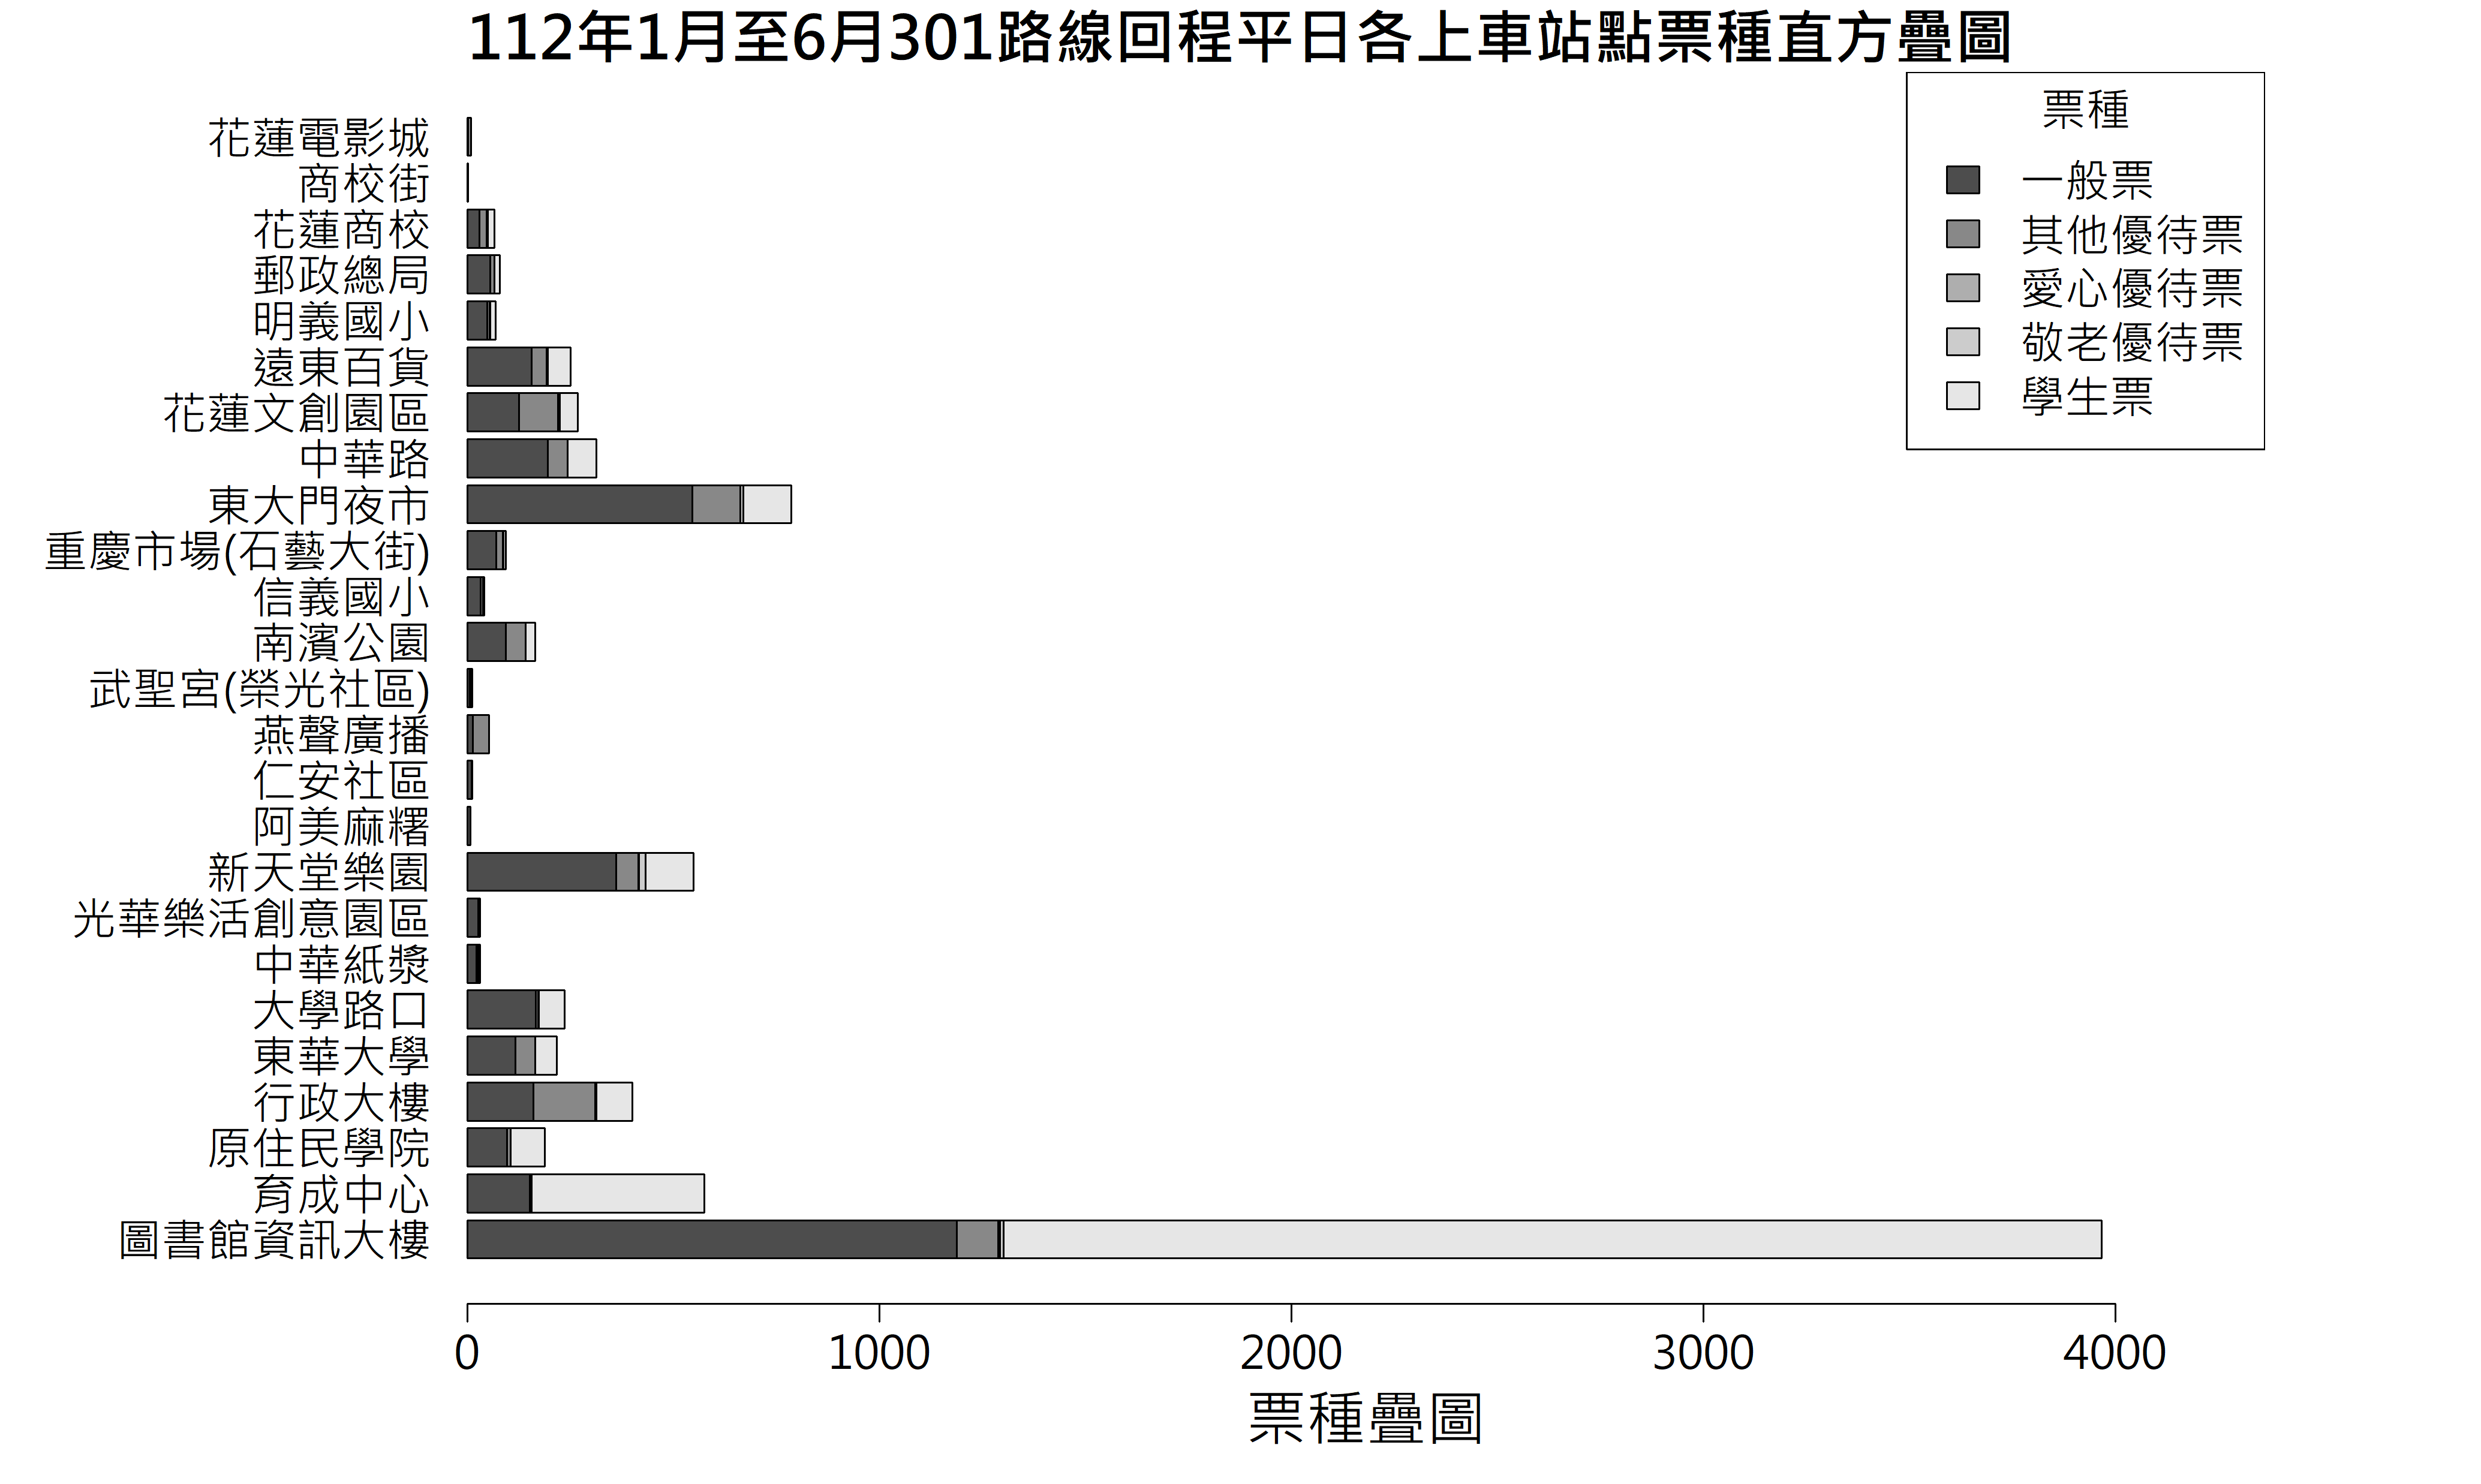 112年1月至6月301路線回程平日各上車站點票種直方疊圖
票種
一般票
其他優待票
愛心優待票
敬老優待票
學生票
花蓮電影城
商校街
花蓮商校
郵政總局
明義國小
遠東百貨
花蓮文創園區
中華路
東大門夜市
重慶市場(石藝大街)
信義國小
南濱公園
武聖宮(榮光社區)
燕聲廣播
仁安社區
阿美麻糬
新天堂樂園
光華樂活創意園區
中華紙漿
大學路口
東華大學
行政大樓
原住民學院
育成中心
圖書館資訊大樓
0 1000 2000 3000 4000
票種疊圖